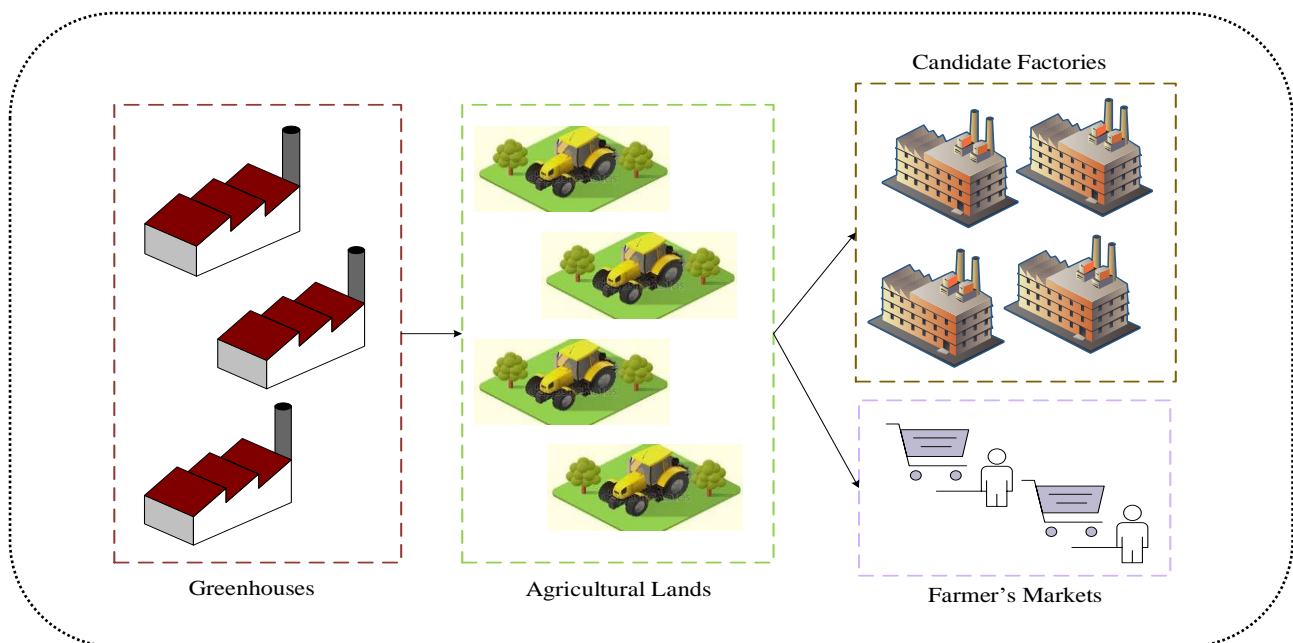 Candidate Factories
Greenhouses
Agricultural Lands
Farmer's Markets